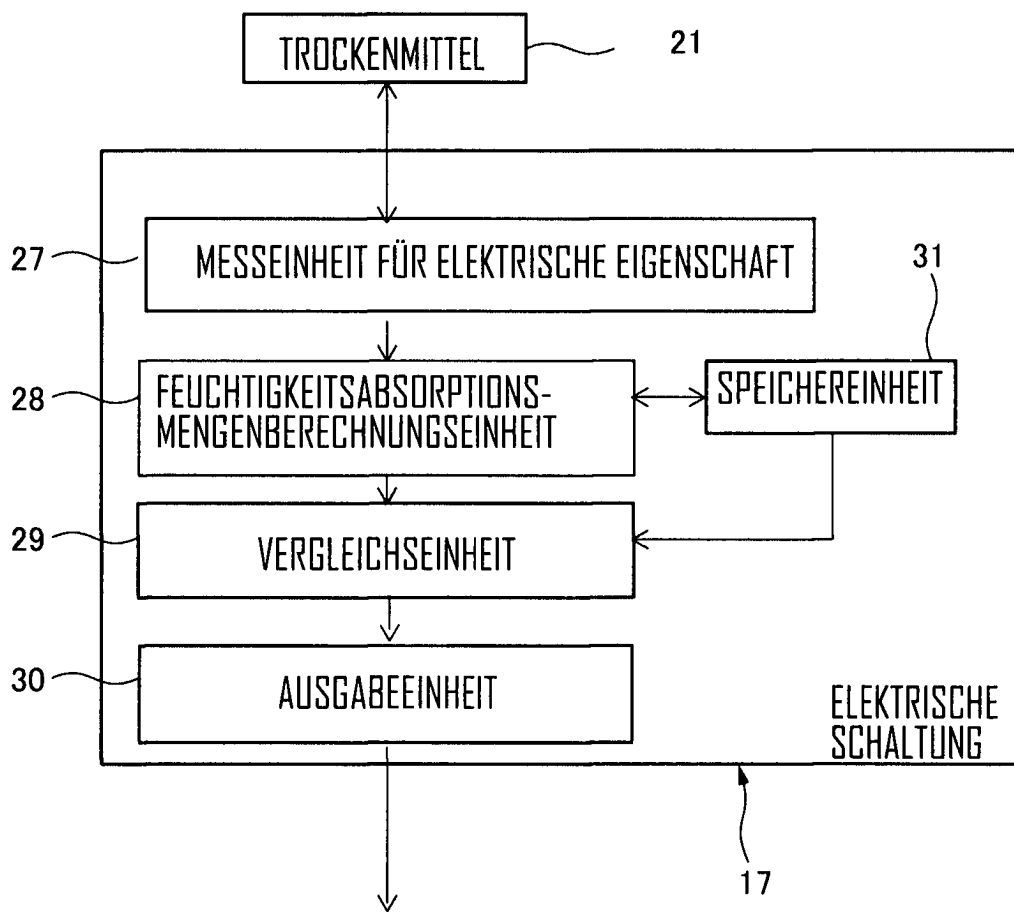 TROCKENMITTEL
21
27
MESSEINHEIT FÜR ELEKTRISCHE EIGENSCHAFT
31
28
FEUCHTIGKEITSABSORPTIONS-
MENGENBERECHNUNGSEINHEIT
SPEICHEREINHEIT
29
VERGLEICHSEINHEIT
30
AUSGABEEINHEIT
ELEKTRISCHE
SCHALTUNG
17